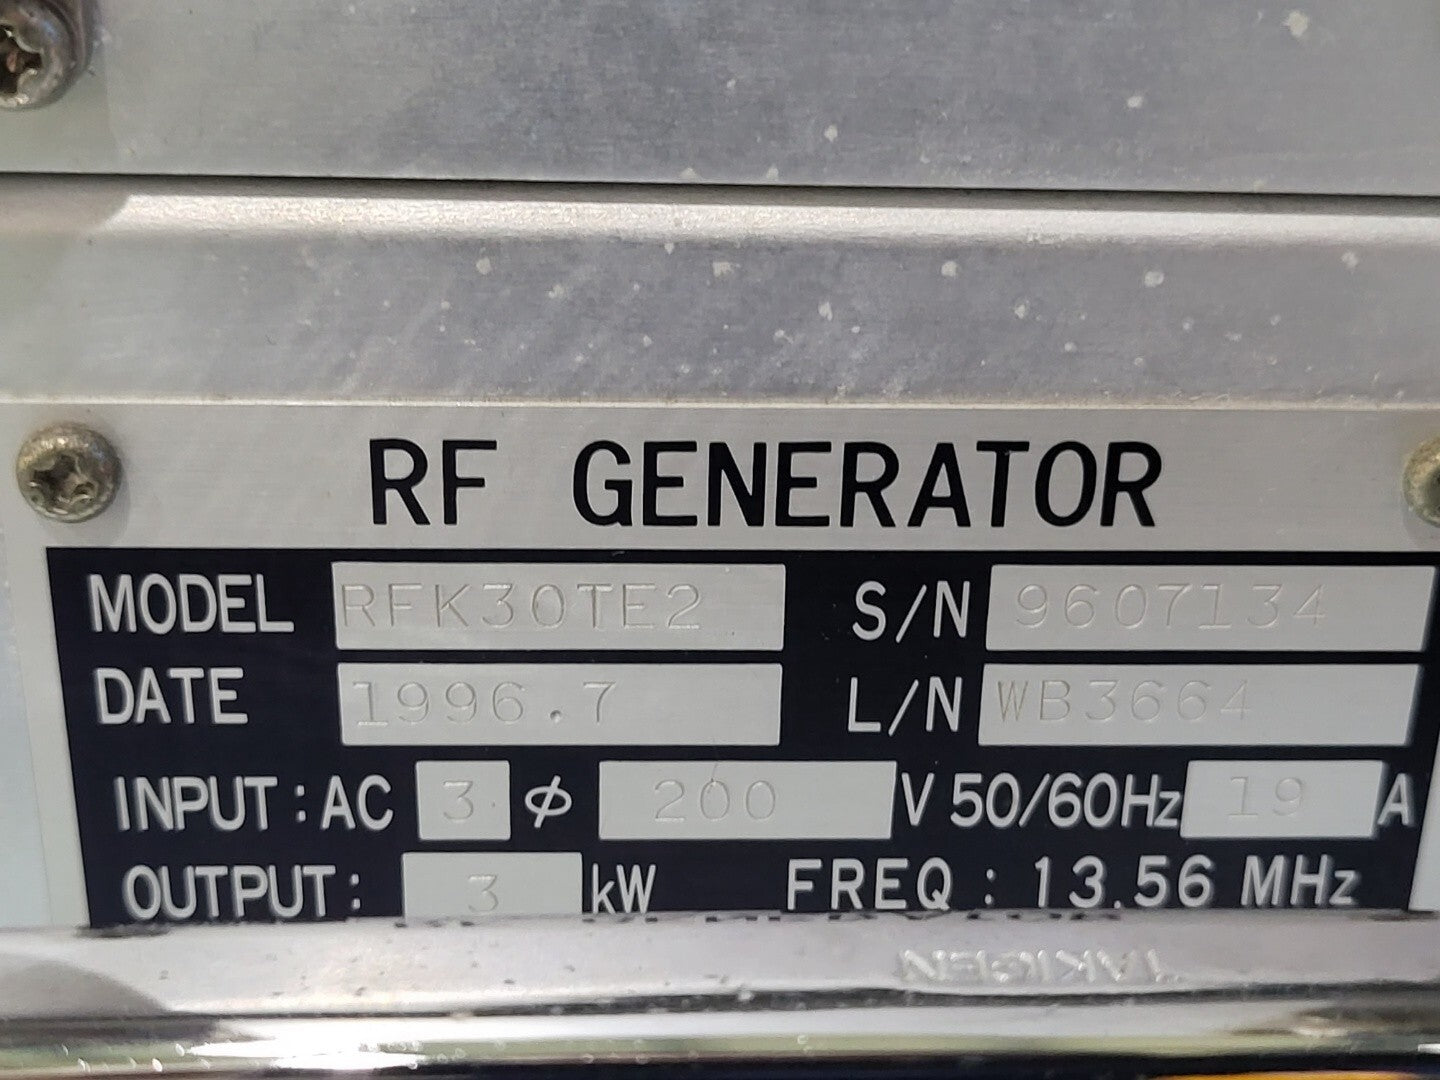 RF GENERATOR
MODEL RFK30TE2 S/N 9607134
DATE 1996.7 L/N WB3664
INPUT: AC 3 φ 200 V 50/60Hz 19 A
OUTPUT: 3 kW FREQ: 13.56 MHz
TAKIGEN